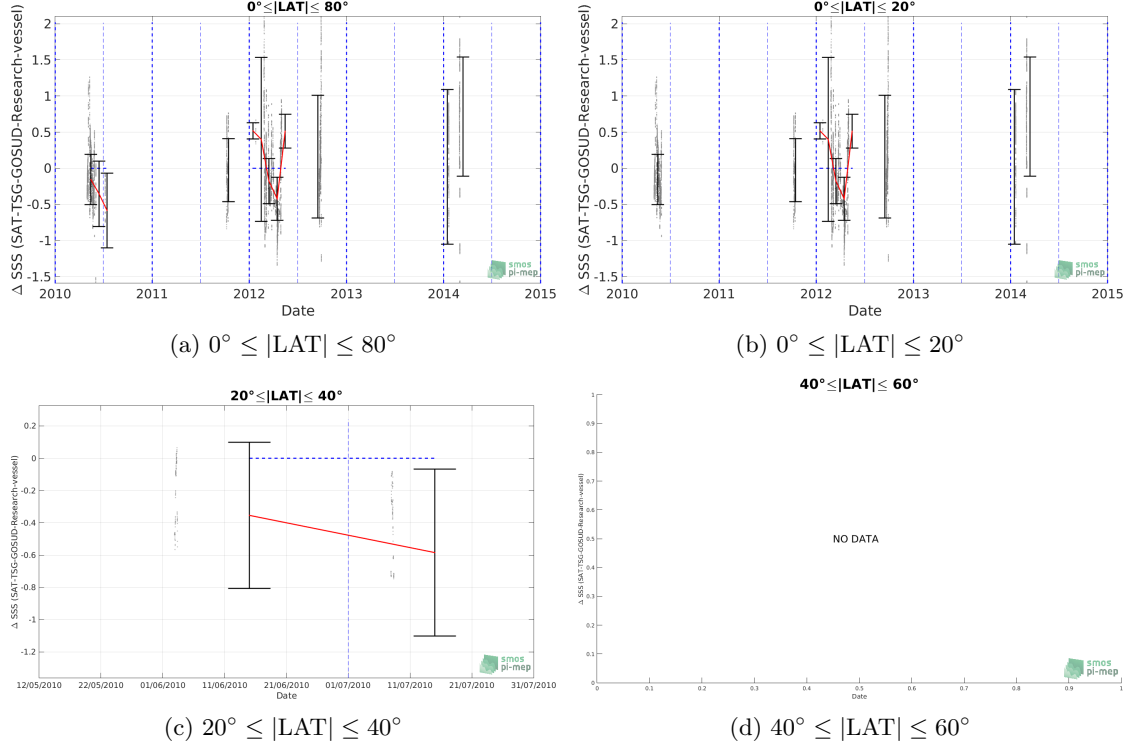 0°≤|LAT|≤ 80°
Δ SSS (SAT-TSG-GOSUD-Research-vessel)
2
1.5
1
0.5
0
-0.5
-1
-1.5
2010 2011 2012 2013 2014 2015
Date
smos
pi-mep
(a) 0° ≤ |LAT| ≤ 80°
0°≤|LAT|≤ 20°
Δ SSS (SAT-TSG-GOSUD-Research-vessel)
2
1.5
1
0.5
0
-0.5
-1
-1.5
2010 2011 2012 2013 2014 2015
Date
smos
pi-mep
(b) 0° ≤ |LAT| ≤ 20°
20°≤|LAT|≤ 40°
Δ SSS (SAT-TSG-GOSUD-Research-vessel)
0.2
0
-0.2
-0.4
-0.6
-0.8
-1
-1.2
12/05/2010 22/05/2010 01/06/2010 11/06/2010 21/06/2010 01/07/2010 11/07/2010 21/07/2010 31/07/2010
Date
smos
pi-mep
(c) 20° ≤ |LAT| ≤ 40°
40°≤|LAT|≤ 60°
Δ SSS (SAT-TSG-GOSUD-Research-vessel)
1
0.9
0.8
0.7
0.6
0.5
0.4
0.3
0.2
0.1
0
NO DATA
0 0.1 0.2 0.3 0.4 0.5 0.6 0.7 0.8 0.9 1
Date
smos
pi-mep
(d) 40° ≤ |LAT| ≤ 60°